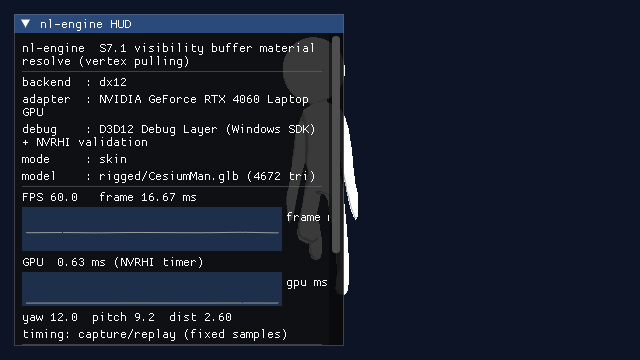 nl-engine HUD
nl-engine  S7.1 visibility buffer material
resolve (vertex pulling)
backend  : dx12
adapter  : NVIDIA GeForce RTX 4060 Laptop
GPU
debug    : D3D12 Debug Layer (Windows SDK)
+ NVRHI validation
mode     : skin
model    : rigged/CesiumMan.glb (4672 tri)
FPS 60.0   frame 16.67 ms
frame
GPU  0.63 ms (NVRHI timer)
gpu ms
yaw 12.0  pitch 9.2  dist 2.60
timing: capture/replay (fixed samples)